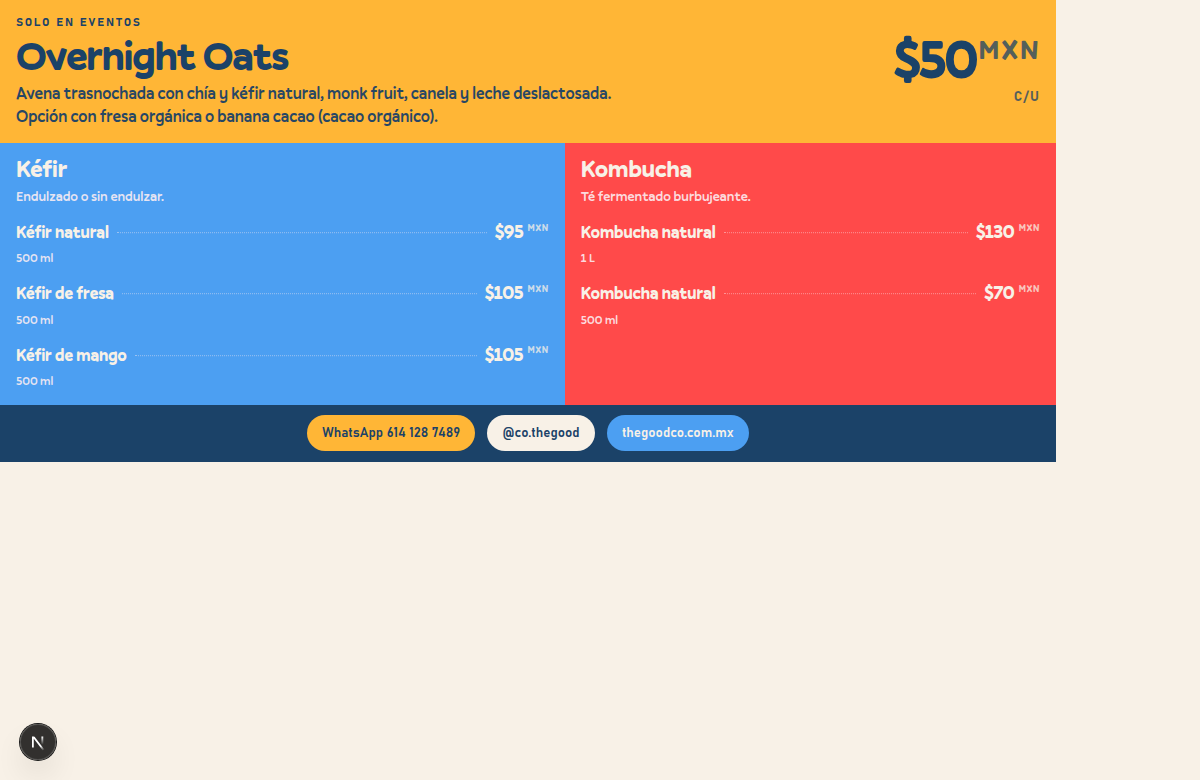 SOLO EN EVENTOS
Overnight Oats
Avena trasnochada con chía y kéfir natural, monk fruit, canela y leche deslactosada.
Opción con fresa orgánica o banana cacao (cacao orgánico).
$50 MXN
C/U
Kéfir
Endulzado o sin endulzar.
Kéfir natural $95 MXN
500 ml
Kéfir de fresa $105 MXN
500 ml
Kéfir de mango $105 MXN
500 ml
Kombucha
Té fermentado burbujeante.
Kombucha natural $130 MXN
1 L
Kombucha natural $70 MXN
500 ml
WhatsApp 614 128 7489
@co.thegood
thegoodco.com.mx
N